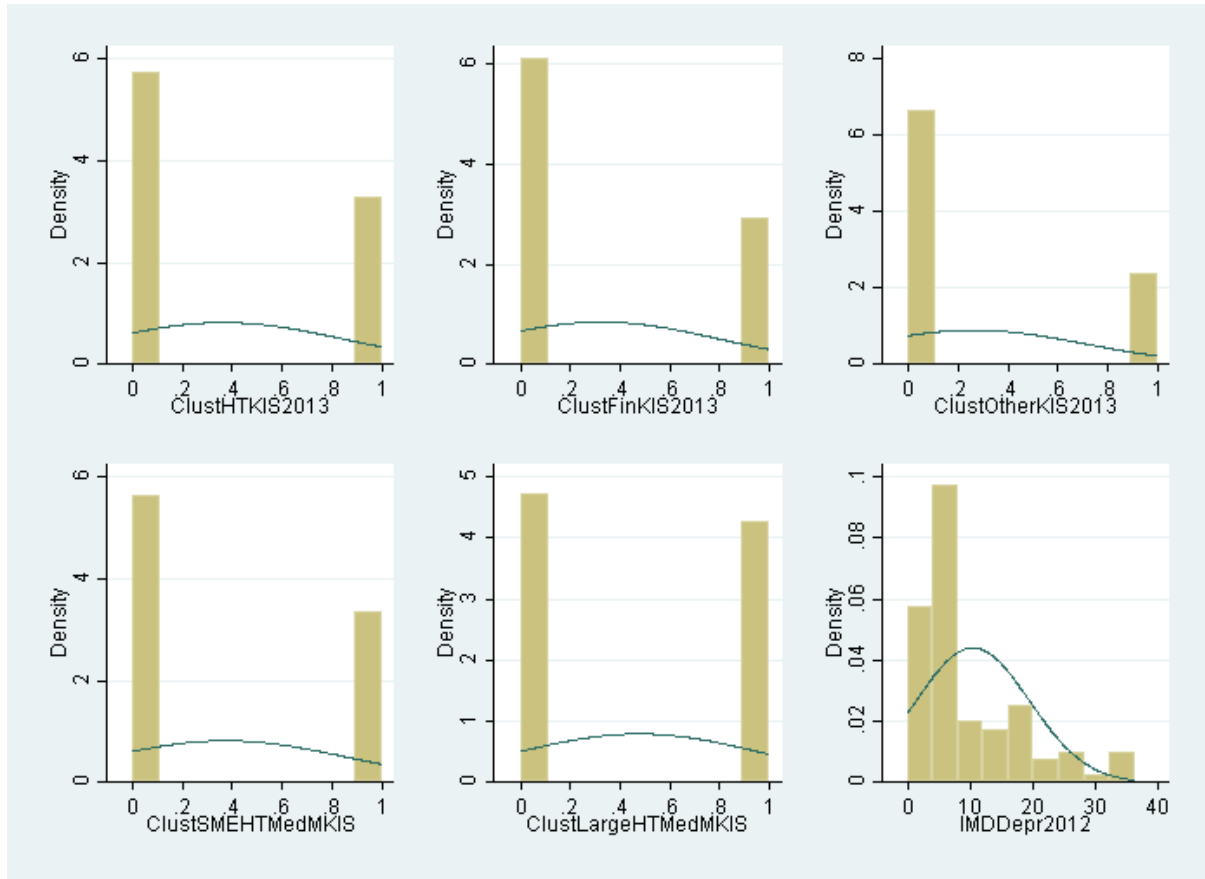 Density
0 2 4 6
0 .2 .4 .6 .8 1
ClustHTKIS2013
Density
0 2 4 6
0 .2 .4 .6 .8 1
ClustFinKIS2013
Density
0 2 4 6 8
0 .2 .4 .6 .8 1
ClustOtherKIS2013
Density
0 2 4 6
0 .2 .4 .6 .8 1
ClustSMEHTMedMKIS
Density
0 1 2 3 4 5
0 .2 .4 .6 .8 1
ClustLargeHTMedMKIS
Density
0 .02 .04 .06 .08 .1
0 10 20 30 40
IMDDepr2012